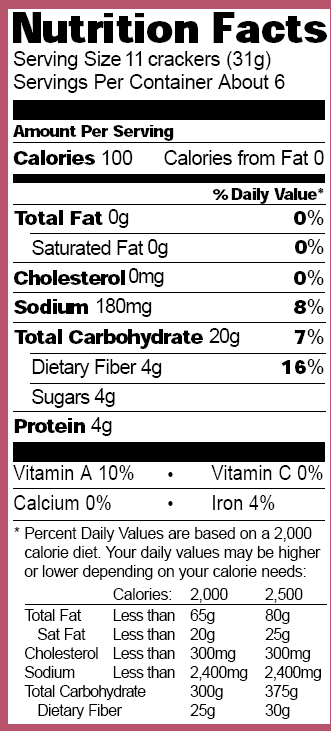 Nutrition Facts
Serving Size 11 crackers (31g)
Servings Per Container About 6
Amount Per Serving
Calories 100 Calories from Fat 0
% Daily Value*
Total Fat 0g 0%
Saturated Fat 0g 0%
Cholesterol 0mg 0%
Sodium 180mg 8%
Total Carbohydrate 20g 7%
Dietary Fiber 4g 16%
Sugars 4g
Protein 4g
Vitamin A 10% • Vitamin C 0%
Calcium 0% • Iron 4%
* Percent Daily Values are based on a 2,000
calorie diet. Your daily values may be higher
or lower depending on your calorie needs:
Calories: 2,000 2,500
Total Fat Less than 65g 80g
Sat Fat Less than 20g 25g
Cholesterol Less than 300mg 300mg
Sodium Less than 2,400mg 2,400mg
Total Carbohydrate 300g 375g
Dietary Fiber 25g 30g